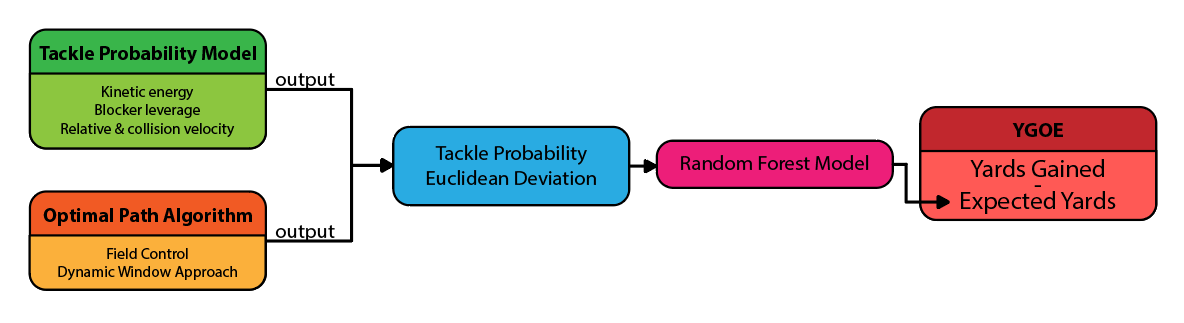 Tackle Probability Model
Kinetic energy
Blocker leverage
Relative & collision velocity
output
Optimal Path Algorithm
Field Control
Dynamic Window Approach
output
Tackle Probability
Euclidean Deviation
Random Forest Model
YGOE
Yards Gained
-
Expected Yards